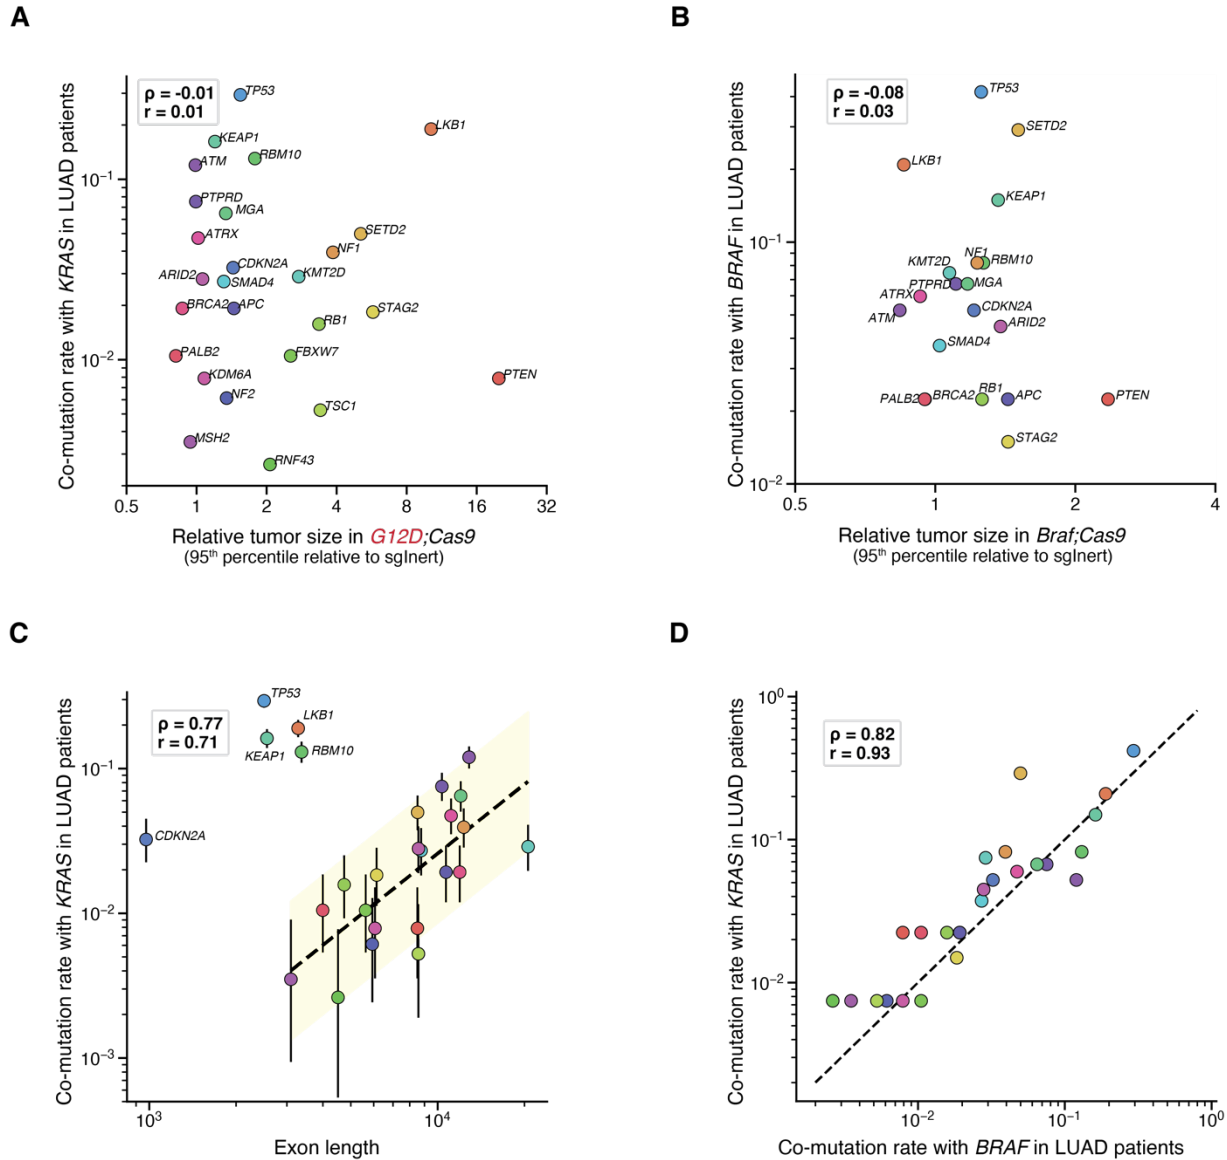 A
Co-mutation rate with KRAS in LUAD patients
ρ = -0.01
r = 0.01
TP53
LKB1
KEAP1
RBM10
ATM
PTPRD
MGA
ATRX
SETD2
NF1
CDKN2A
KMT2D
ARID2
SMAD4
BRCA2
APC
STAG2
RB1
PALB2
FBXW7
KDM6A
PTEN
NF2
TSC1
MSH2
RNF43
10⁻¹
10⁻²
0.5 1 2 4 8 16 32
Relative tumor size in G12D;Cas9
(95th percentile relative to sgInert)
B
Co-mutation rate with BRAF in LUAD patients
ρ = -0.08
r = 0.03
TP53
SETD2
LKB1
KEAP1
NF1
RBM10
KMT2D
PTPRD
MGA
ATRX
ATM
CDKN2A
ARID2
SMAD4
PALB2
BRCA2
RB1
APC
PTEN
STAG2
10⁻¹
10⁻²
0.5 1 2 4
Relative tumor size in Braf;Cas9
(95th percentile relative to sgInert)
C
Co-mutation rate with KRAS in LUAD patients
ρ = 0.77
r = 0.71
TP53
LKB1
KEAP1
RBM10
CDKN2A
10⁻¹
10⁻²
10⁻³
10³ 10⁴
Exon length
D
Co-mutation rate with KRAS in LUAD patients
ρ = 0.82
r = 0.93
10⁰
10⁻¹
10⁻²
10⁻² 10⁻¹ 10⁰
Co-mutation rate with BRAF in LUAD patients